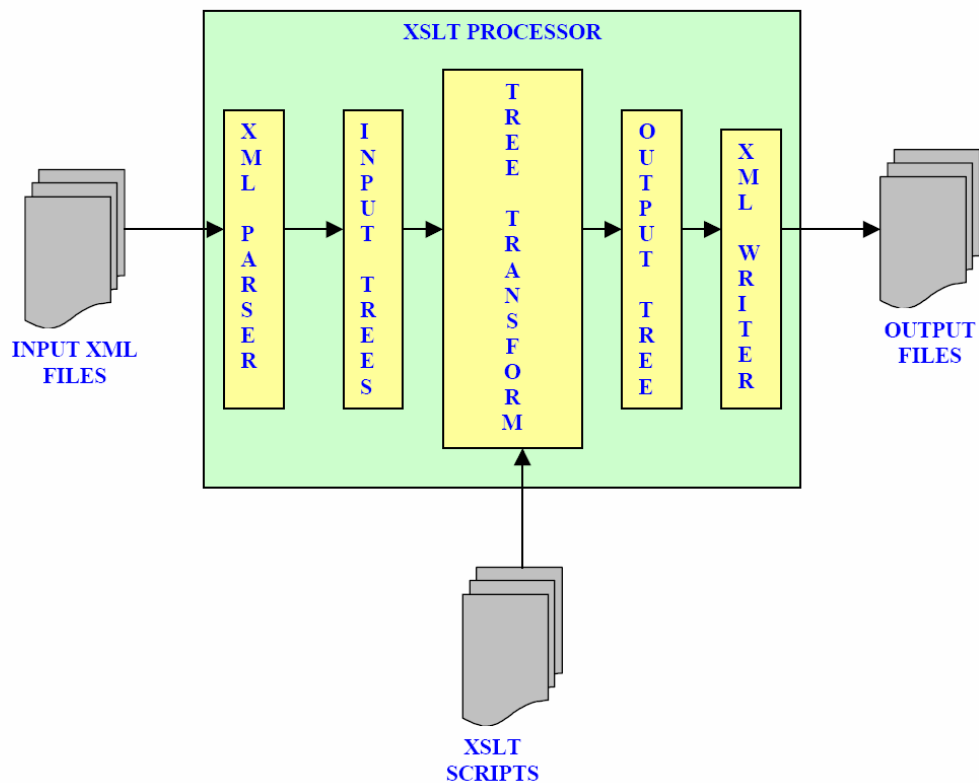 XSLT PROCESSOR
XML PARSER
INPUT TREES
TREE TRANSFORM
OUTPUT TREE
XML WRITER
INPUT XML
FILES
OUTPUT
FILES
XSLT
SCRIPTS